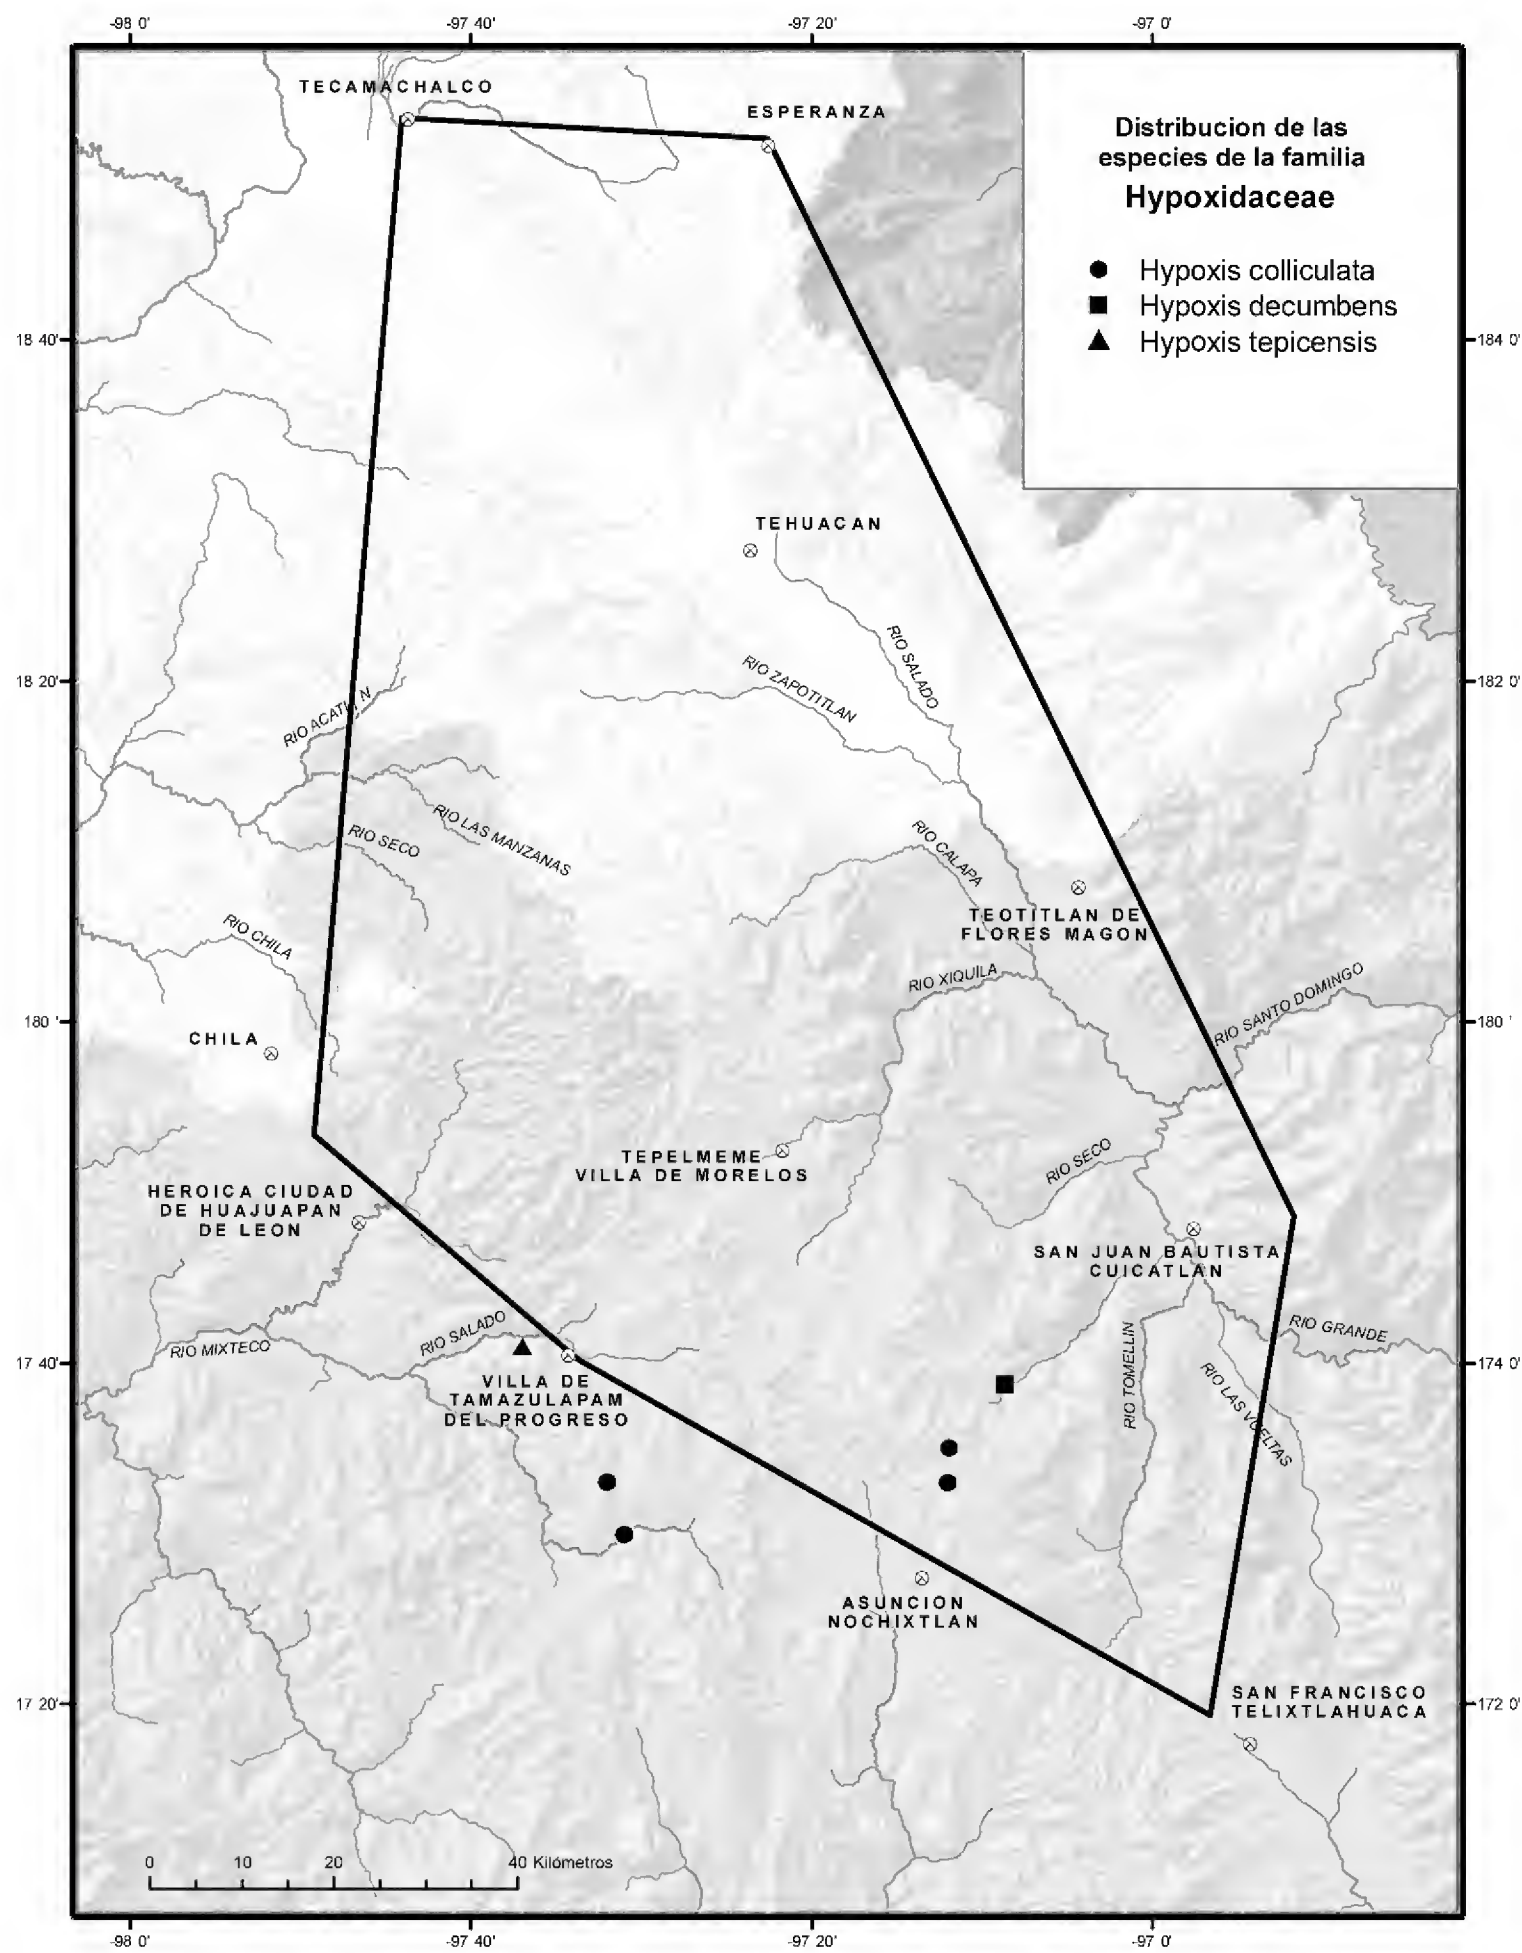 -98 0'
-97 40'
-97 20'
-97 0'
TECAMACHALCO
ESPERANZA
Distribucion de las
especies de la familia
Hypoxidaceae
Hypoxis colliculata
Hypoxis decumbens
Hypoxis tepicensis
18 40'
184 0'
TEHUACAN
RIO SALADO
RIO ZAPOTITLAN
18 20'
182 0'
RIO ACATL N
RIO LAS MANZANAS
RIO SECO
RIO CALAPA
TEOTITLAN DE
FLORES MAGON
RIO CHILA
RIO XIQUILA
RIO SANTO DOMINGO
180 '
180 '
CHILA
TEPELMEME
VILLA DE MORELOS
RIO SECO
HEROICA CIUDAD
DE HUAJUAPAN
DE LEON
SAN JUAN BAUTISTA
CUICATLAN
RIO SALADO
RIO MIXTECO
RIO GRANDE
17 40'
174 0'
RIO TOMELLIN
RIO LAS VUELTAS
VILLA DE
TAMAZULAPAM
DEL PROGRESO
ASUNCION
NOCHIXTLAN
SAN FRANCISCO
TELIXTLAHUACA
17 20'
172 0'
0 10 20 40 Kilómetros
-98 0'
-97 40'
-97 20'
-97 0'